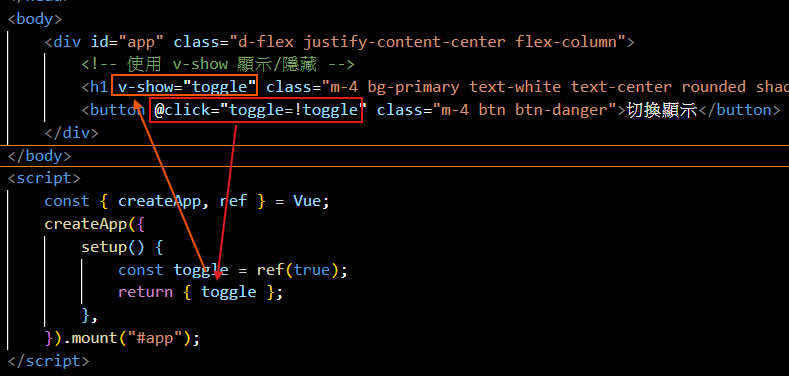 <body>
<div id="app" class="d-flex justify-content-center flex-column">
<!-- 使用 v-show 顯示/隱藏 -->
<h1 v-show="toggle" class="m-4 bg-primary text-white text-center rounded shad
<button @click="toggle=!toggle" class="m-4 btn btn-danger">切換顯示</button>
</div>
</body>
<script>
const { createApp, ref } = Vue;
createApp({
setup() {
const toggle = ref(true);
return { toggle };
},
}).mount("#app");
</script>